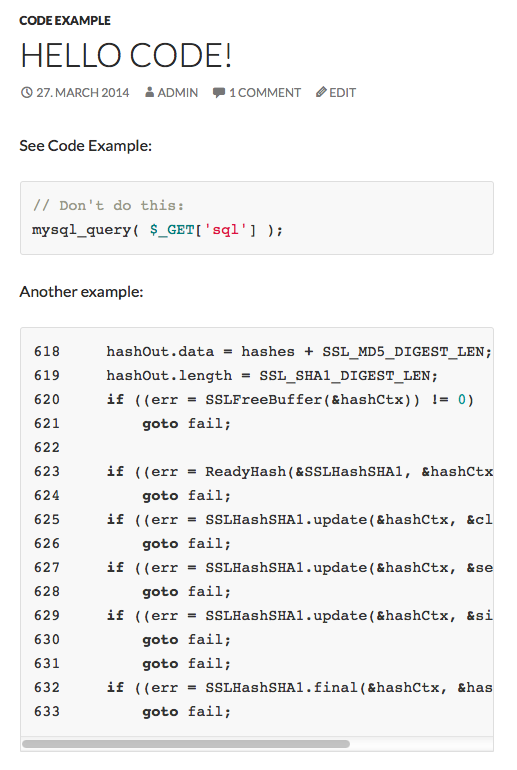 CODE EXAMPLE
HELLO CODE!
27. MARCH 2014 ADMIN 1 COMMENT EDIT
See Code Example:
// Don't do this:
mysql_query( $_GET['sql'] );
Another example:
618     hashOut.data = hashes + SSL_MD5_DIGEST_LEN;
619     hashOut.length = SSL_SHA1_DIGEST_LEN;
620     if ((err = SSLFreeBuffer(&hashCtx)) != 0)
621         goto fail;
622
623     if ((err = ReadyHash(&SSLHashSHA1, &hashCtx
624         goto fail;
625     if ((err = SSLHashSHA1.update(&hashCtx, &cl
626         goto fail;
627     if ((err = SSLHashSHA1.update(&hashCtx, &se
628         goto fail;
629     if ((err = SSLHashSHA1.update(&hashCtx, &si
630         goto fail;
631         goto fail;
632     if ((err = SSLHashSHA1.final(&hashCtx, &has
633         goto fail;